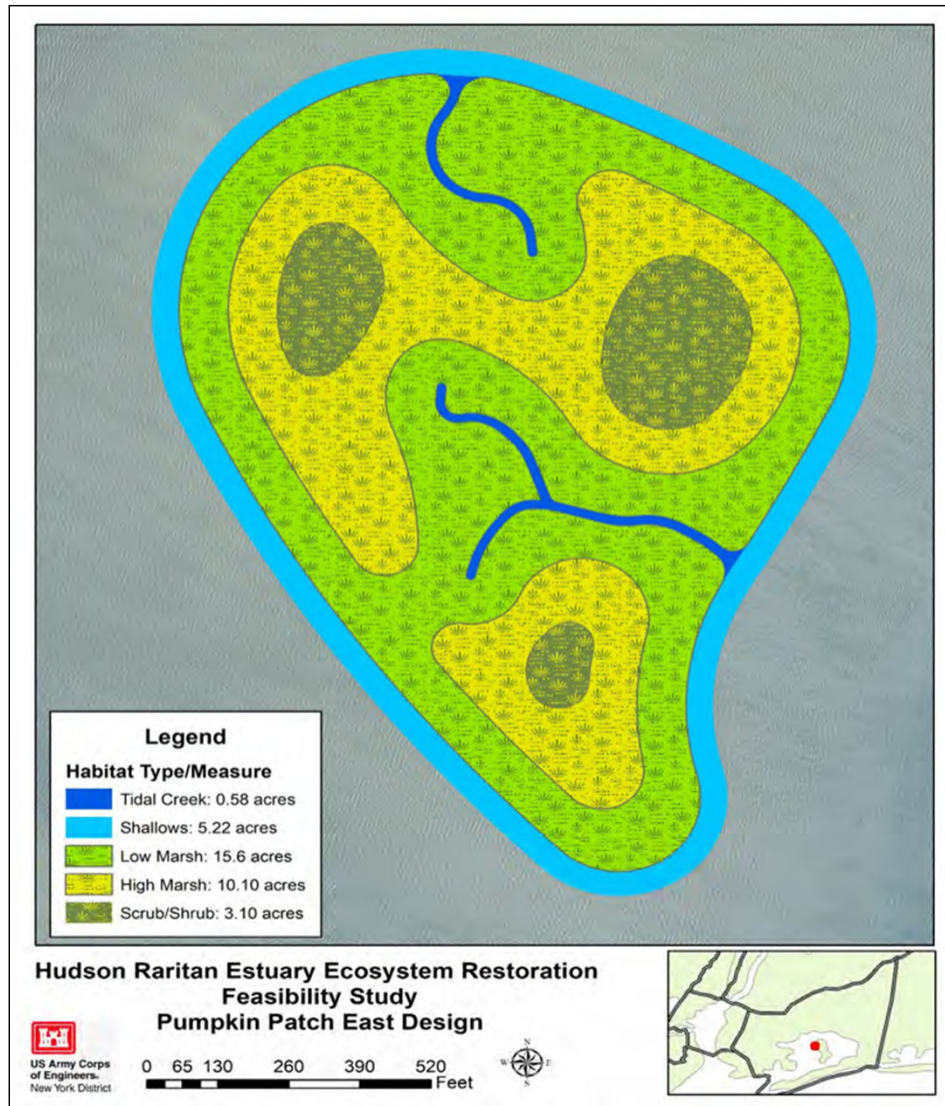 Legend
Habitat Type/Measure
Tidal Creek: 0.58 acres
Shallows: 5.22 acres
Low Marsh: 15.6 acres
High Marsh: 10.10 acres
Scrub/Shrub: 3.10 acres
Hudson Raritan Estuary Ecosystem Restoration
Feasibility Study
Pumpkin Patch East Design
US Army Corps
of Engineers.
New York District
0 65 130 260 390 520
Feet
N
W E
S